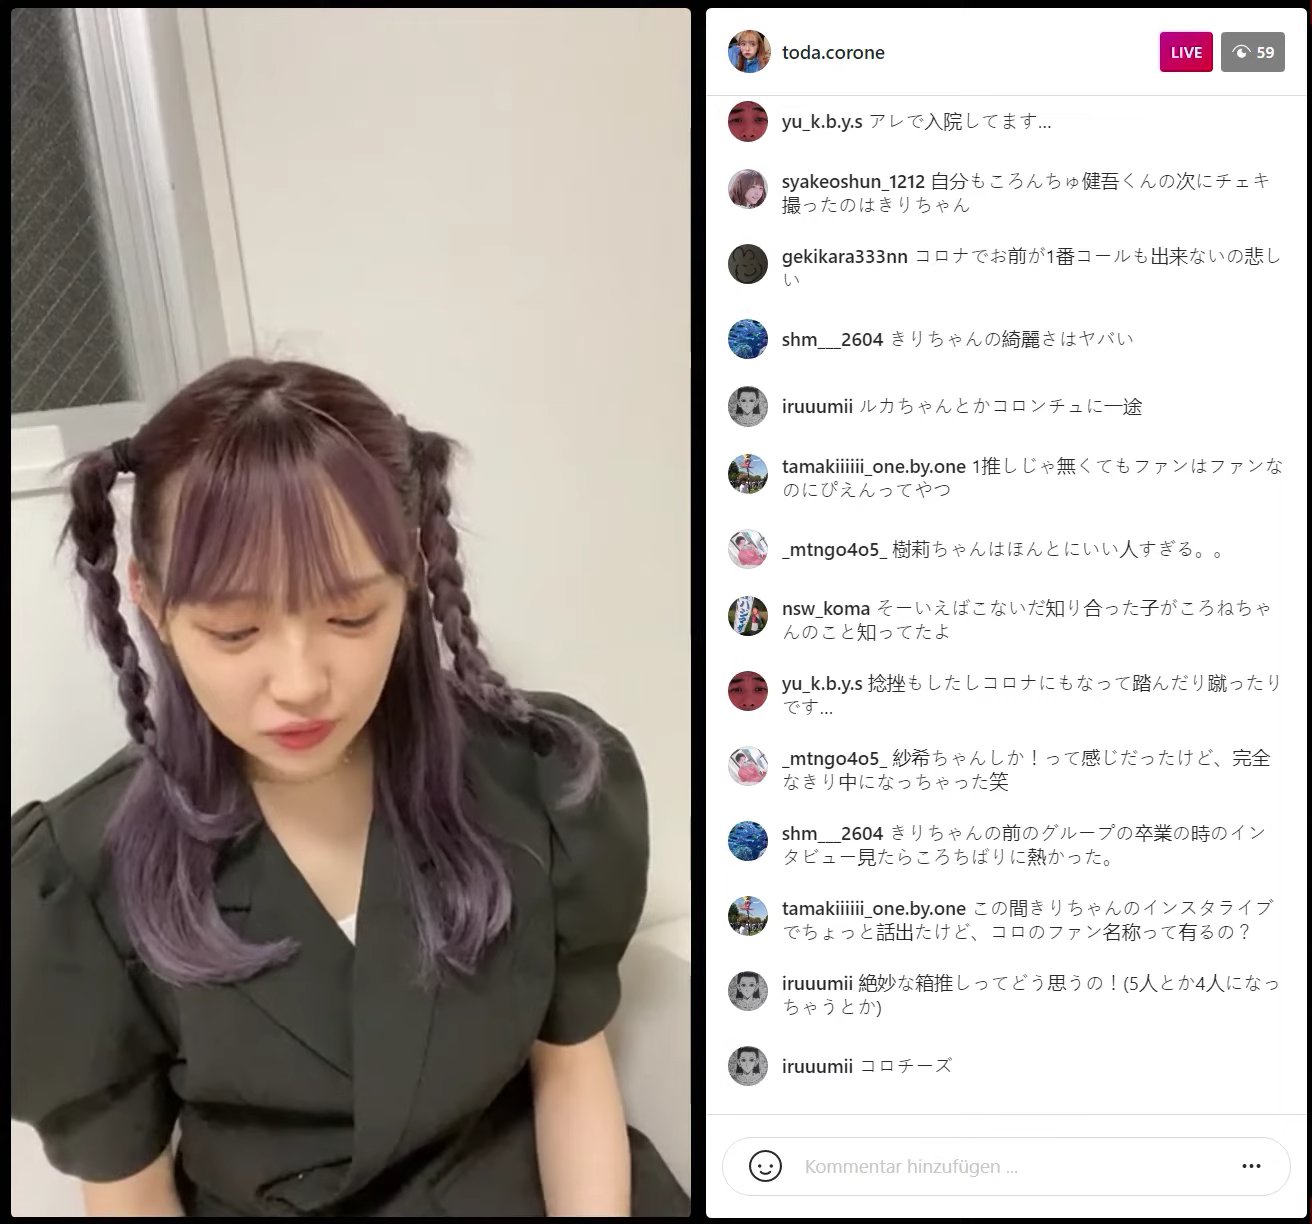 toda.corone
LIVE
59
yu_k.b.y.s アレで入院してます...
syakeoshun_1212 自分もころんちゅ健吾くんの次にチェキ
撮ったのはきりちゃん
gekikara333nn コロナでお前が1番コールも出来ないの悲し
い
shm___2604 きりちゃんの綺麗さはヤバい
iruuumii ルカちゃんとかコロンチュに一途
tamakiiiiii_one.by.one 1推しじゃ無くてもファンはファンな
のにぴえんってやつ
_mtngo4o5_ 樹莉ちゃんはほんとにいい人すぎる。。
nsw_koma そーいえばこないだ知り合った子がころねちゃ
んのこと知ってたよ
yu_k.b.y.s 捻挫もしたしコロナにもなって踏んだり蹴ったり
です...
_mtngo4o5_ 紗希ちゃんしか！って感じだったけど、完全
なきり中になっちゃった笑
shm___2604 きりちゃんの前のグループの卒業の時のイン
タビュー見たらころちばりに熱かった。
tamakiiiiii_one.by.one この間きりちゃんのインスタライブ
でちょっと話出たけど、コロのファン名称って有るの？
iruuumii 絶妙な箱推しってどう思うの！(5人とか4人になっ
ちゃうとか)
iruuumii コロチーズ
Kommentar hinzufügen ...